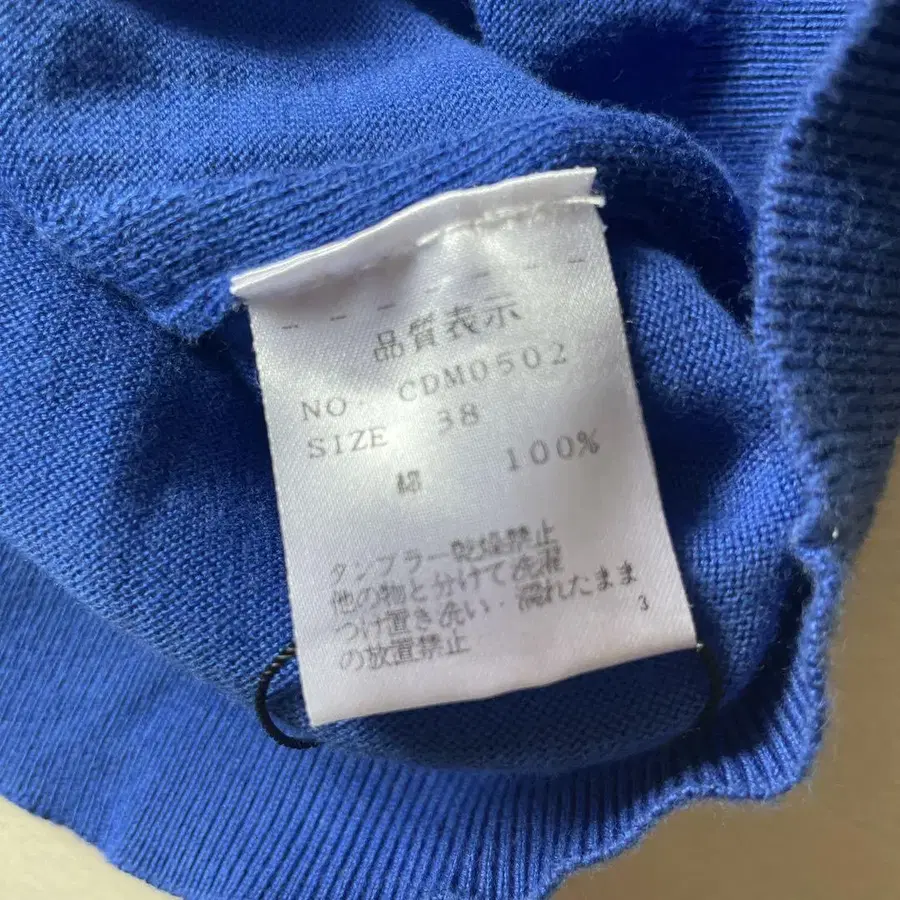 品質表示
NO. CDM0502
SIZE 38
綿 100%
タンブラー乾燥禁止
他の物と分けて洗濯
つけ置き洗い・濡れたまま
の放置禁止
3